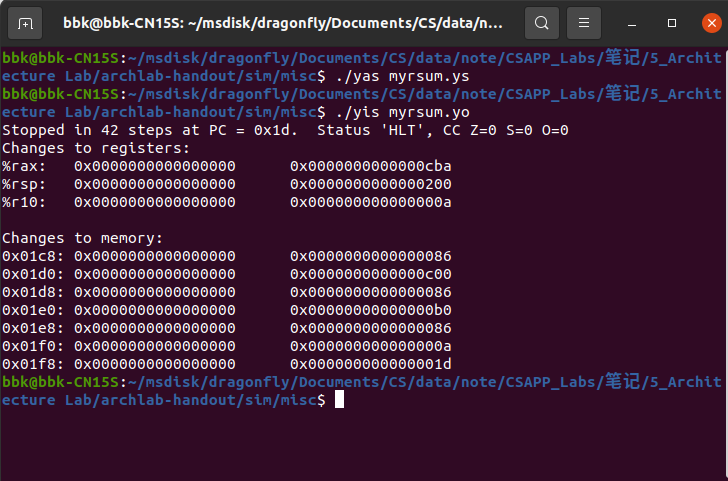 bbk@bbk-CN15S: ~/msdisk/dragonfly/Documents/CS/data/n...
bbk@bbk-CN15S:~/msdisk/dragonfly/Documents/CS/data/note/CSAPP_Labs/笔记/5_Archit
ecture Lab/archlab-handout/sim/misc$ ./yas myrsum.ys
bbk@bbk-CN15S:~/msdisk/dragonfly/Documents/CS/data/note/CSAPP_Labs/笔记/5_Archit
ecture Lab/archlab-handout/sim/misc$ ./yis myrsum.yo
Stopped in 42 steps at PC = 0x1d.  Status 'HLT', CC Z=0 S=0 O=0
Changes to registers:
%rax:   0x0000000000000000      0x0000000000000cba
%rsp:   0x0000000000000000      0x0000000000000200
%r10:   0x0000000000000000      0x000000000000000a

Changes to memory:
0x01c8: 0x0000000000000000      0x0000000000000086
0x01d0: 0x0000000000000000      0x0000000000000c00
0x01d8: 0x0000000000000000      0x0000000000000086
0x01e0: 0x0000000000000000      0x00000000000000b0
0x01e8: 0x0000000000000000      0x0000000000000086
0x01f0: 0x0000000000000000      0x000000000000000a
0x01f8: 0x0000000000000000      0x000000000000001d
bbk@bbk-CN15S:~/msdisk/dragonfly/Documents/CS/data/note/CSAPP_Labs/笔记/5_Archit
ecture Lab/archlab-handout/sim/misc$